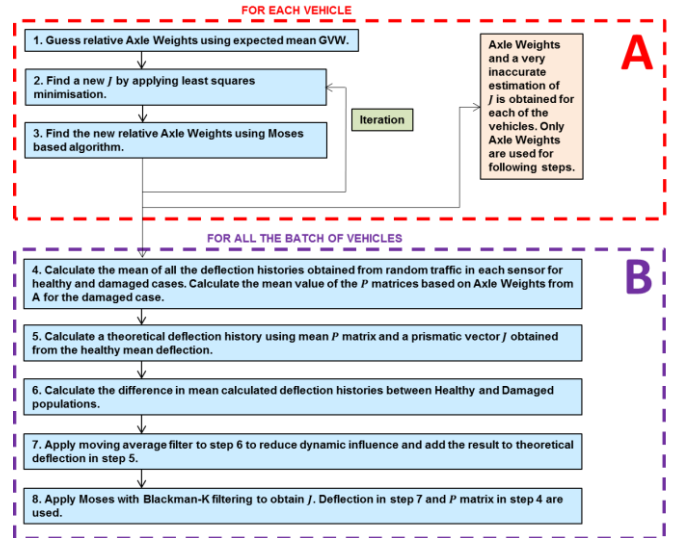 FOR EACH VEHICLE
A
1. Guess relative Axle Weights using expected mean GVW.
2. Find a new J by applying least squares
minimisation.
3. Find the new relative Axle Weights using Moses
based algorithm.
Iteration
Axle Weights
and a very
inaccurate
estimation of
J is obtained for
each of the
vehicles. Only
Axle Weights
are used for
following steps.
FOR ALL THE BATCH OF VEHICLES
B
4. Calculate the mean of all the deflection histories obtained from random traffic in each sensor for
healthy and damaged cases. Calculate the mean value of the P matrices based on Axle Weights from
A for the damaged case.
5. Calculate a theoretical deflection history using mean P matrix and a prismatic vector J obtained
from the healthy mean deflection.
6. Calculate the difference in mean calculated deflection histories between Healthy and Damaged
populations.
7. Apply moving average filter to step 6 to reduce dynamic influence and add the result to theoretical
deflection in step 5.
8. Apply Moses with Blackman-K filtering to obtain J. Deflection in step 7 and P matrix in step 4 are
used.